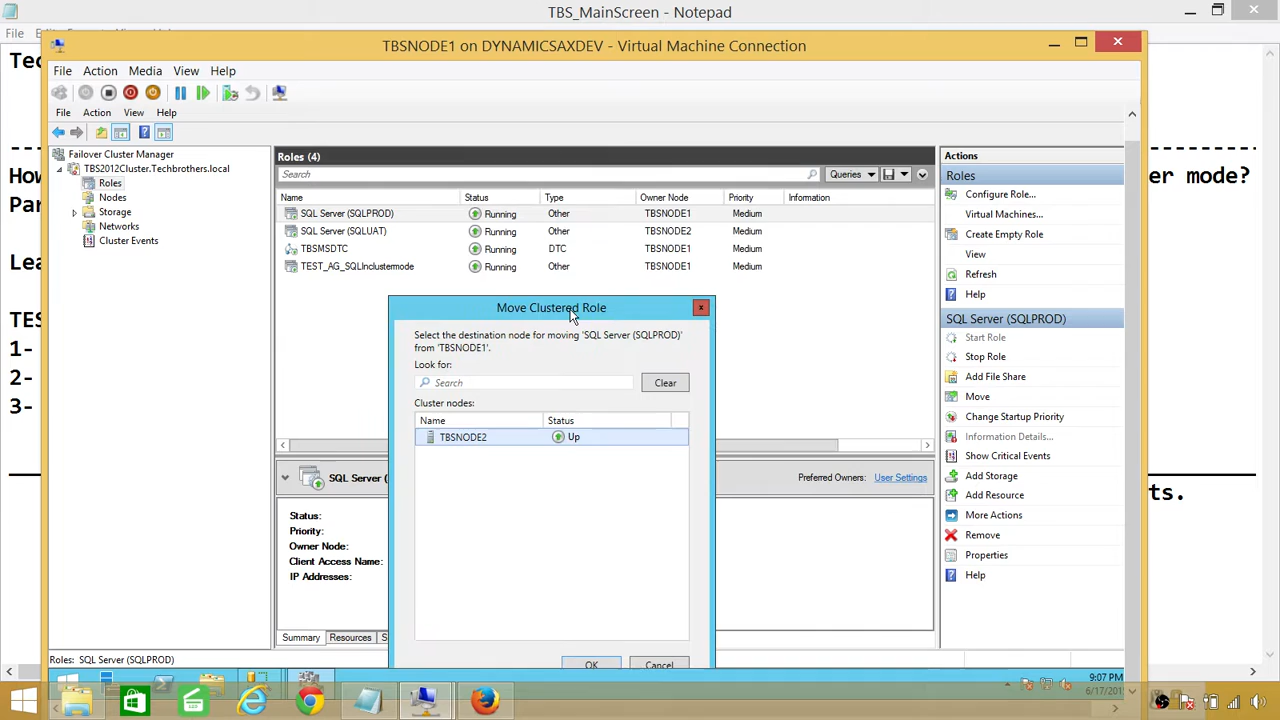 TBS_MainScreen - Notepad
File
TBSNODE1 on DYNAMICSAXDEV - Virtual Machine Connection
Tec
File Action Media View Help
File Action View Help
Failover Cluster Manager
TBS2012Cluster.Techbrothers.local
Roles
Nodes
Storage
Networks
Cluster Events
Roles (4)
Search
Queries
Name Status Type Owner Node Priority Information
SQL Server (SQLPROD) Running Other TBSNODE1 Medium
SQL Server (SQLUAT) Running Other TBSNODE2 Medium
TBSMSDTC Running DTC TBSNODE1 Medium
TEST_AG_SQLInclustermode Running Other TBSNODE1 Medium
Move Clustered Role
Select the destination node for moving 'SQL Server (SQLPROD)'
from 'TBSNODE1'.
Look for:
Search
Clear
Cluster nodes:
Name Status
TBSNODE2 Up
OK Cancel
SQL Server (
Preferred Owners: User Settings
Status:
Priority:
Owner Node:
Client Access Name:
IP Addresses:
Summary Resources S
Roles: SQL Server (SQLPROD)
Actions
Roles
Configure Role...
Virtual Machines...
Create Empty Role
View
Refresh
Help
SQL Server (SQLPROD)
Start Role
Stop Role
Add File Share
Move
Change Startup Priority
Information Details...
Show Critical Events
Add Storage
Add Resource
More Actions
Remove
Properties
Help
How
er mode?
Par
Lea
TES
1-
2-
3-
ts.
9:07 PM
6/17/201